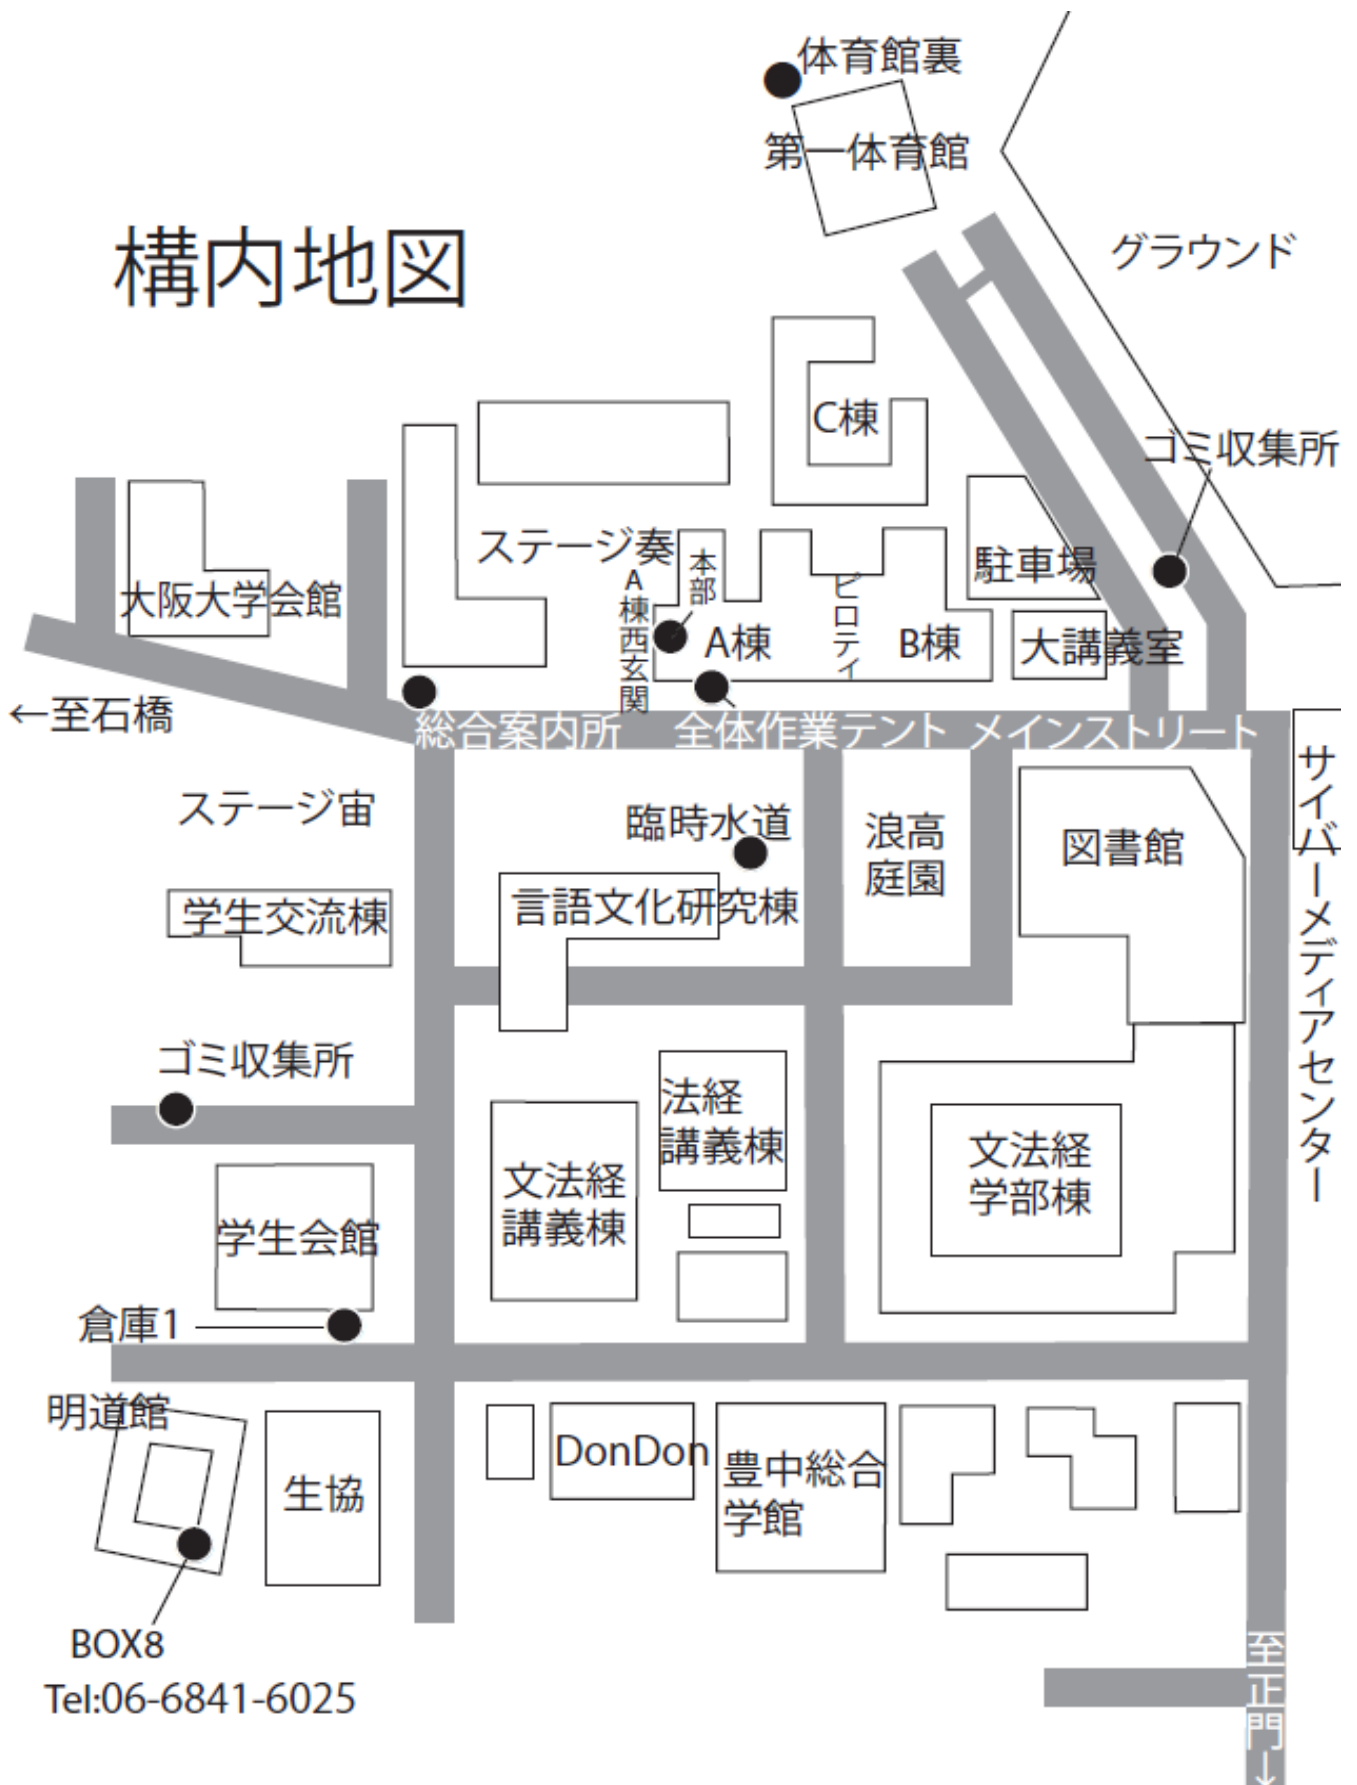 体育館裏
第一体育館
構内地図
グラウンド
C棟
ゴミ収集所
ステージ奏
本部
A棟西玄関
ピロティ
駐車場
大阪大学会館
A棟
B棟
大講義室
←至石橋
総合案内所
全体作業テント
メインストリート
サイバーメディアセンター
ステージ宙
臨時水道
浪高
庭園
図書館
学生交流棟
言語文化研究棟
ゴミ収集所
法経
講義棟
文法経
講義棟
文法経
学部棟
学生会館
倉庫1
明道館
生協
DonDon
豊中総合
学館
BOX8
Tel:06-6841-6025
至正門→